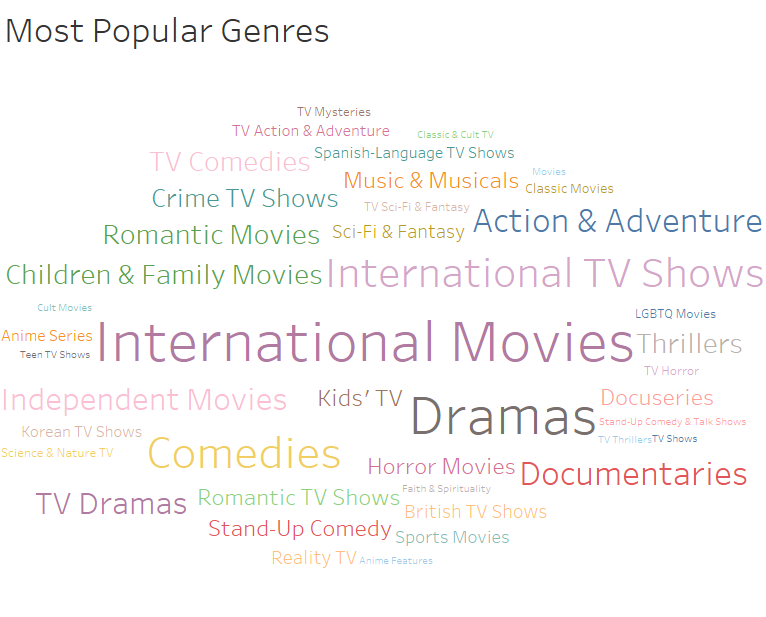 Most Popular Genres
TV Mysteries
TV Action & Adventure
Classic & Cult TV
TV Comedies
Spanish-Language TV Shows
Music & Musicals
Movies
Classic Movies
Crime TV Shows
TV Sci-Fi & Fantasy
Romantic Movies
Sci-Fi & Fantasy
Action & Adventure
Children & Family Movies
International TV Shows
Cult Movies
Anime Series
Teen TV Shows
International Movies
LGBTQ Movies
Thrillers
TV Horror
Independent Movies
Kids' TV
Dramas
Docuseries
Stand-Up Comedy & Talk Shows
TV Thrillers
TV Shows
Korean TV Shows
Science & Nature TV
Comedies
Horror Movies
Documentaries
TV Dramas
Romantic TV Shows
Faith & Spirituality
British TV Shows
Stand-Up Comedy
Sports Movies
Reality TV
Anime Features